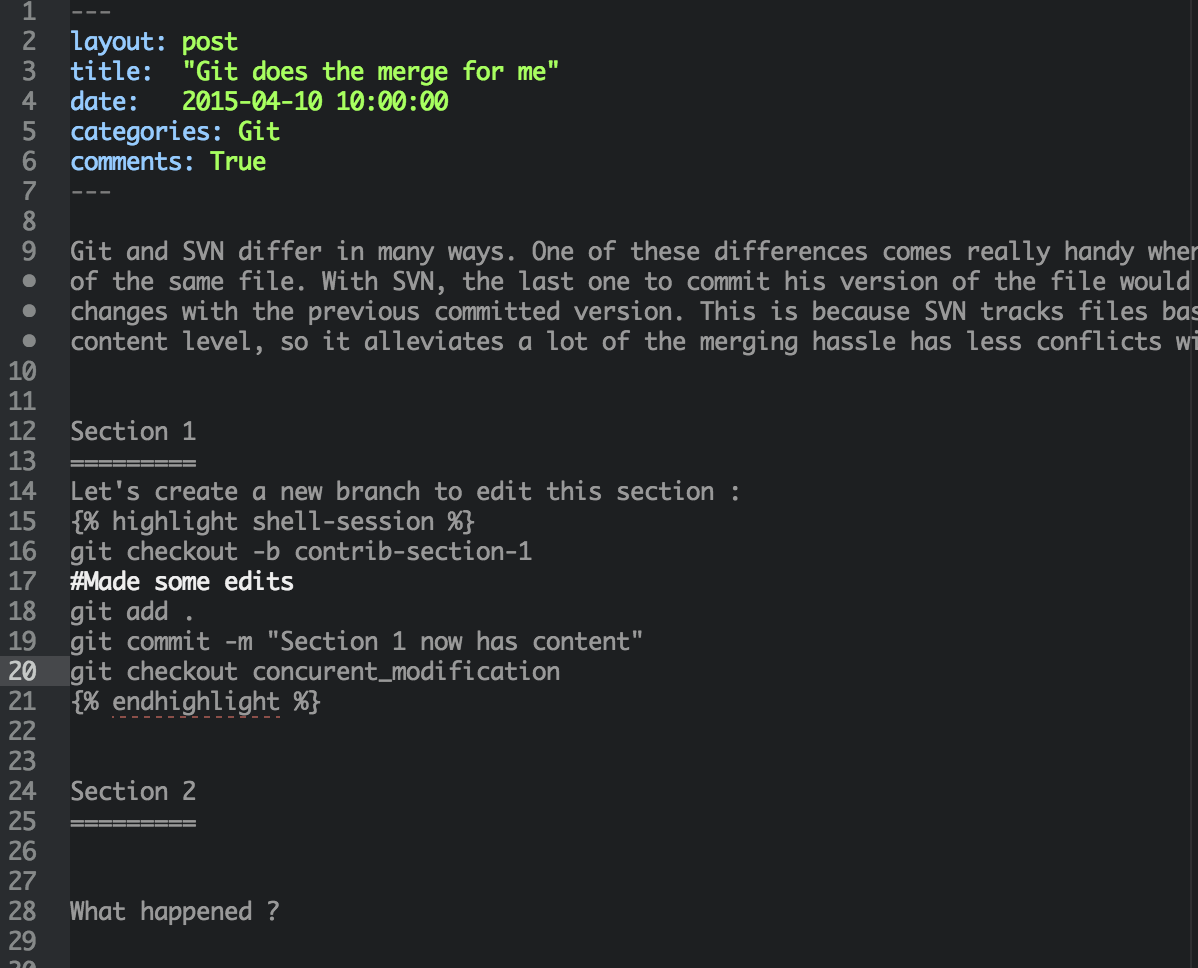 1 ---
2 layout: post
3 title:  "Git does the merge for me"
4 date:   2015-04-10 10:00:00
5 categories: Git
6 comments: True
7 ---
8
9 Git and SVN differ in many ways. One of these differences comes really handy when
• of the same file. With SVN, the last one to commit his version of the file would
• changes with the previous committed version. This is because SVN tracks files bas
• content level, so it alleviates a lot of the merging hassle has less conflicts wi
10
11
12 Section 1
13 =========
14 Let's create a new branch to edit this section :
15 {% highlight shell-session %}
16 git checkout -b contrib-section-1
17 #Made some edits
18 git add .
19 git commit -m "Section 1 now has content"
20 git checkout concurent_modification
21 {% endhighlight %}
22
23
24 Section 2
25 =========
26
27
28 What happened ?
29
30